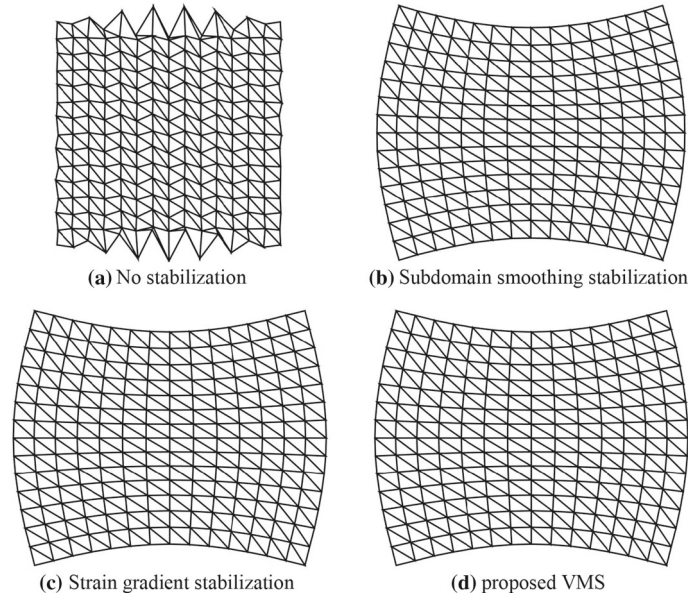 (a) No stabilization
(b) Subdomain smoothing stabilization
(c) Strain gradient stabilization
(d) proposed VMS